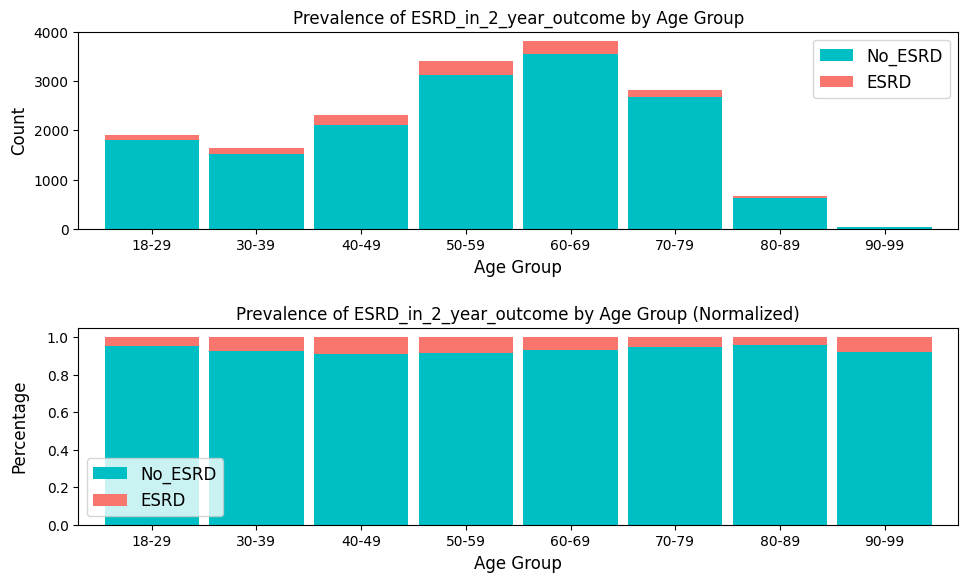 Prevalence of ESRD_in_2_year_outcome by Age Group
4000
3000
2000
1000
0
Count
No_ESRD
ESRD
18-29 30-39 40-49 50-59 60-69 70-79 80-89 90-99
Age Group
Prevalence of ESRD_in_2_year_outcome by Age Group (Normalized)
1.0
0.8
0.6
0.4
0.2
0.0
Percentage
No_ESRD
ESRD
18-29 30-39 40-49 50-59 60-69 70-79 80-89 90-99
Age Group